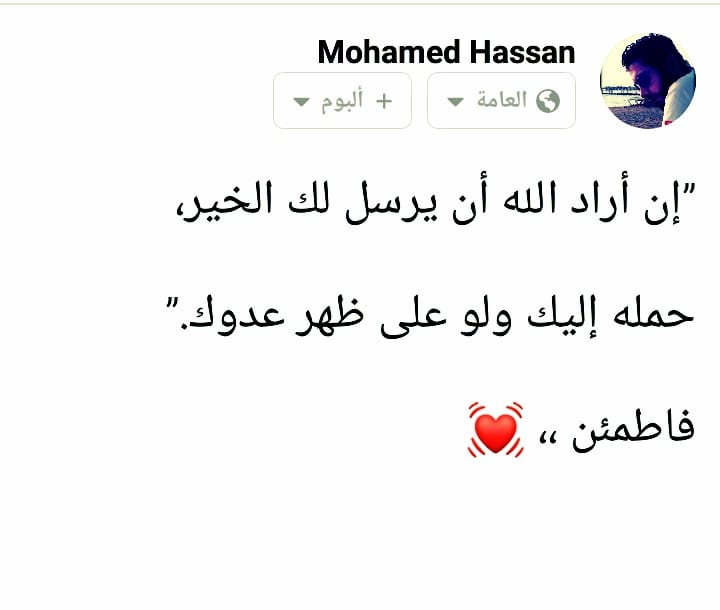 Mohamed Hassan
العامة
+ ألبوم
”إن أراد الله أن يرسل لك الخير،
حمله إليك ولو على ظهر عدوك.”
فاطمئن ،، 💓